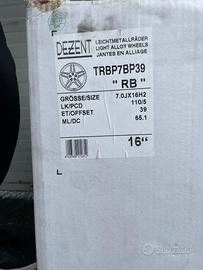 DEZENT
LEICHTMETALLRÄDER
LIGHT ALLOY WHEELS
JANTES EN ALLIAGE
TRBP7BP39
" RB "
GRÖSSE/SIZE 7.0JX16H2
LK/PCD 110/5
ET/OFFSET 39
ML/DC 65.1
16"
subito